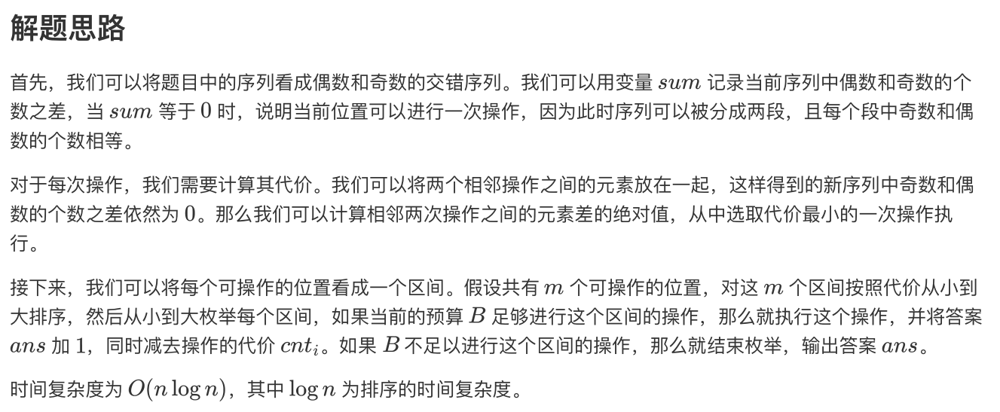 解题思路
首先，我们可以将题目中的序列看成偶数和奇数的交错序列。我们可以用变量 sum 记录当前序列中偶数和奇数的个
数之差，当 sum 等于 0 时，说明当前位置可以进行一次操作，因为此时序列可以被分成两段，且每个段中奇数和偶
数的个数相等。
对于每次操作，我们需要计算其代价。我们可以将两个相邻操作之间的元素放在一起，这样得到的新序列中奇数和偶
数的个数之差依然为 0。那么我们可以计算相邻两次操作之间的元素差的绝对值，从中选取代价最小的一次操作执
行。
接下来，我们可以将每个可操作的位置看成一个区间。假设共有 m 个可操作的位置，对这 m 个区间按照代价从小到
大排序，然后从小到大枚举每个区间，如果当前的预算 B 足够进行这个区间的操作，那么就执行这个操作，并将答案
ans 加 1，同时减去操作的代价 cnt_i。如果 B 不足以进行这个区间的操作，那么就结束枚举，输出答案 ans。
时间复杂度为 O(n log n)，其中 log n 为排序的时间复杂度。